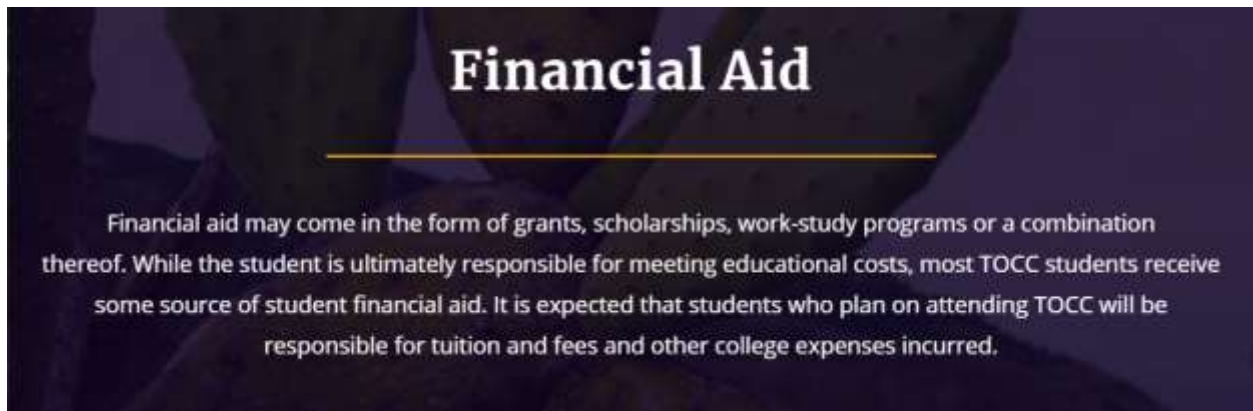 Financial Aid
Financial aid may come in the form of grants, scholarships, work-study programs or a combination
thereof. While the student is ultimately responsible for meeting educational costs, most TOCC students receive
some source of student financial aid. It is expected that students who plan on attending TOCC will be
responsible for tuition and fees and other college expenses incurred.